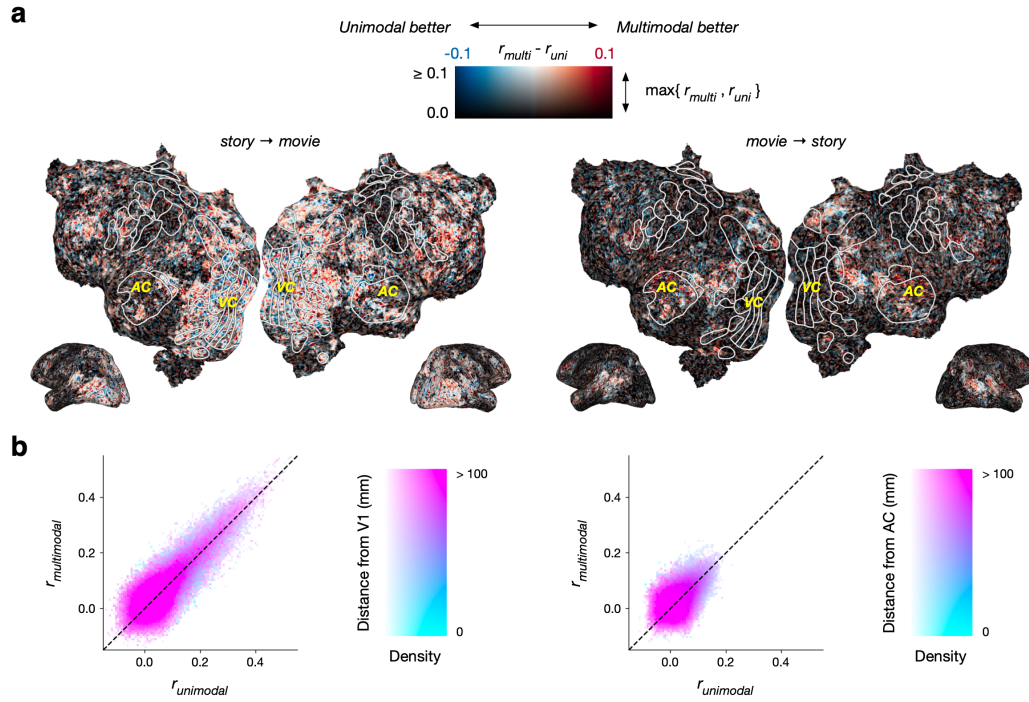 a
Unimodal better Multimodal better
-0.1 r_multi - r_uni 0.1
≥ 0.1
0.0
max{ r_multi , r_uni }
story → movie
movie → story
AC VC VC AC
AC VC VC AC
b
r_multimodal
0.4
0.2
0.0
0.0 0.2 0.4
r_unimodal
Distance from V1 (mm)
> 100
0
Density
r_multimodal
0.4
0.2
0.0
0.0 0.2 0.4
r_unimodal
Distance from AC (mm)
> 100
0
Density